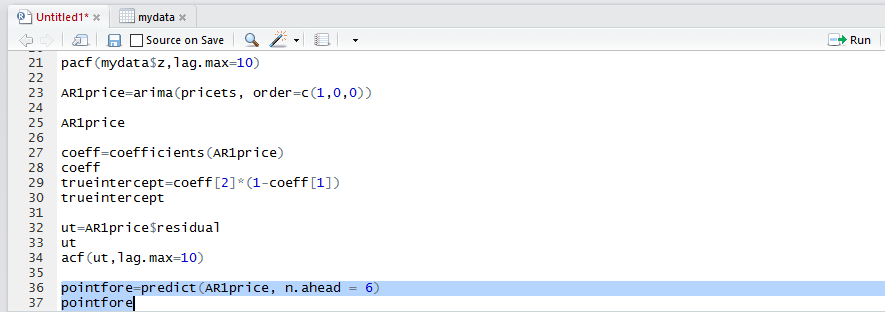 Untitled1* ×
mydata ×
Source on Save
Run
21 pacf(mydata$z,lag.max=10)
22
23 AR1price=arima(pricets, order=c(1,0,0))
24
25 AR1price
26
27 coeff=coefficients(AR1price)
28 coeff
29 trueintercept=coeff[2]*(1-coeff[1])
30 trueintercept
31
32 ut=AR1price$residual
33 ut
34 acf(ut,lag.max=10)
35
36 pointfore=predict(AR1price, n.ahead = 6)
37 pointfore